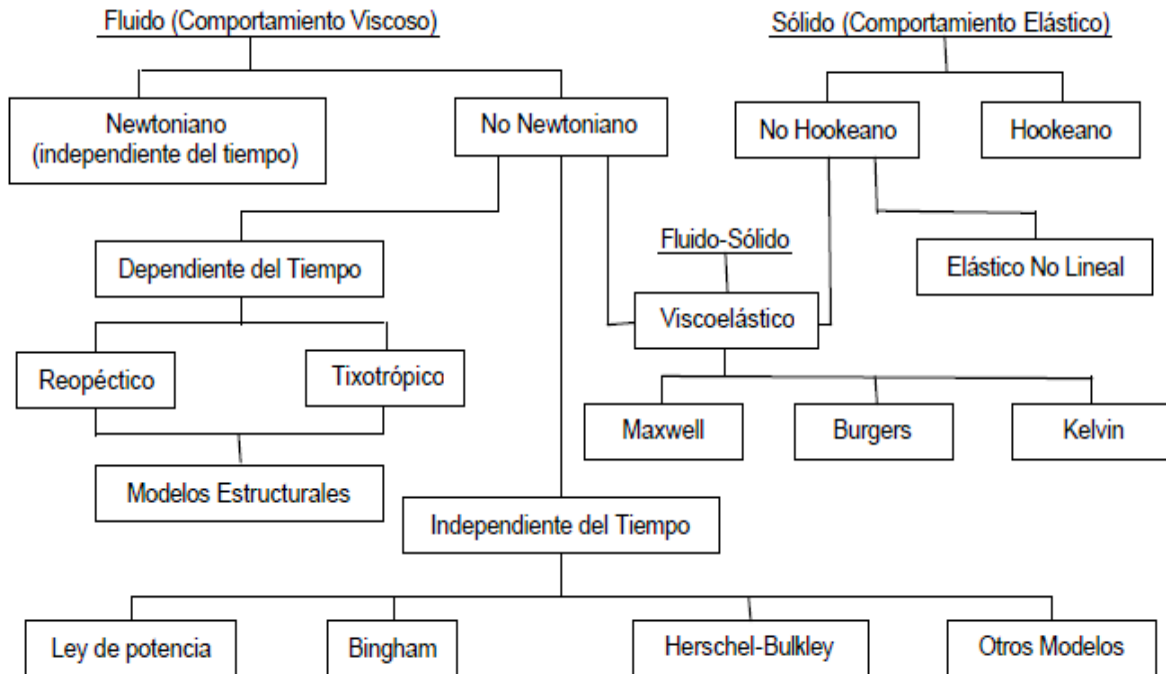 Fluido (Comportamiento Viscoso)
Sólido (Comportamiento Elástico)
Newtoniano
(independiente del tiempo)
No Newtoniano
No Hookeano
Hookeano
Fluido-Sólido
Dependiente del Tiempo
Elástico No Lineal
Viscoelástico
Reopéctico
Tixotrópico
Maxwell
Burgers
Kelvin
Modelos Estructurales
Independiente del Tiempo
Ley de potencia
Bingham
Herschel-Bulkley
Otros Modelos